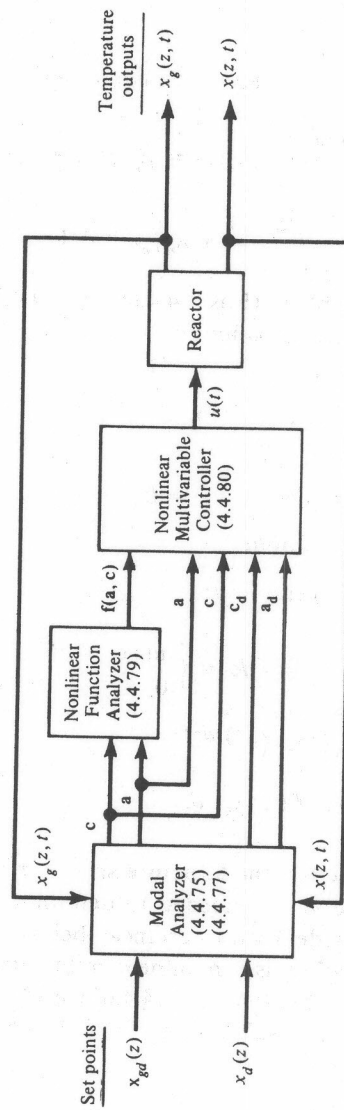 Set points
x_gd(z)
x_d(z)
x_g(z, t)
x(z, t)
Modal
Analyzer
(4.4.75)
(4.4.77)
c
a
Nonlinear
Function
Analyzer
(4.4.79)
f(a, c)
a
c
c_d
a_d
Nonlinear
Multivariable
Controller
(4.4.80)
u(t)
Reactor
Temperature
outputs
x_g(z, t)
x(z, t)